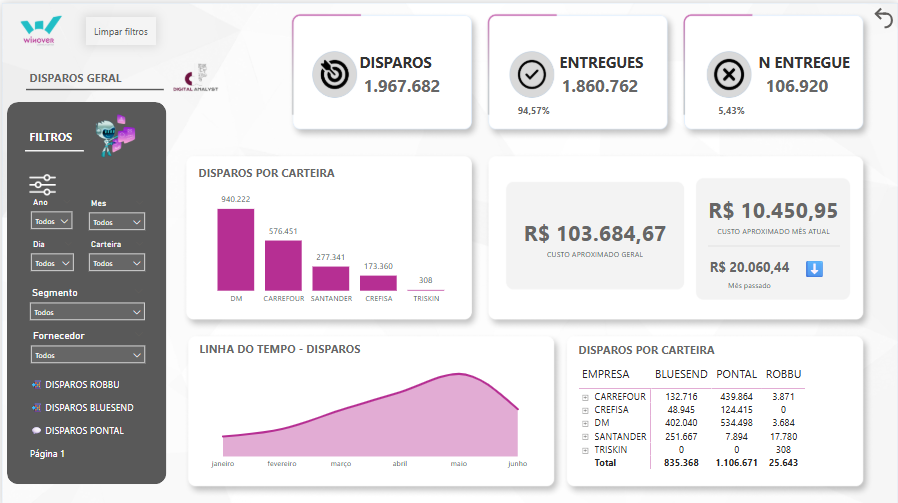 WINOVER
Limpar filtros
DISPAROS GERAL
DIGITAL ANALYST
DISPAROS
1.967.682
ENTREGUES
1.860.762
94,57%
N ENTREGUE
106.920
5,43%
FILTROS
Ano
Mes
Todos
Todos
Dia
Carteira
Todos
Todos
Segmento
Todos
Fornecedor
Todos
DISPAROS ROBBU
DISPAROS BLUESEND
DISPAROS PONTAL
Página 1
DISPAROS POR CARTEIRA
940.222
576.451
277.341
173.360
308
DM
CARREFOUR
SANTANDER
CREFISA
TRISKIN
R$ 103.684,67
CUSTO APROXIMADO GERAL
R$ 10.450,95
CUSTO APROXIMADO MÊS ATUAL
R$ 20.060,44
Mês passado
LINHA DO TEMPO - DISPAROS
janeiro
fevereiro
março
abril
maio
junho
DISPAROS POR CARTEIRA
EMPRESA BLUESEND PONTAL ROBBU
CARREFOUR 132.716 439.864 3.871
CREFISA 48.945 124.415 0
DM 402.040 534.498 3.684
SANTANDER 251.667 7.894 17.780
TRISKIN 0 0 308
Total 835.368 1.106.671 25.643